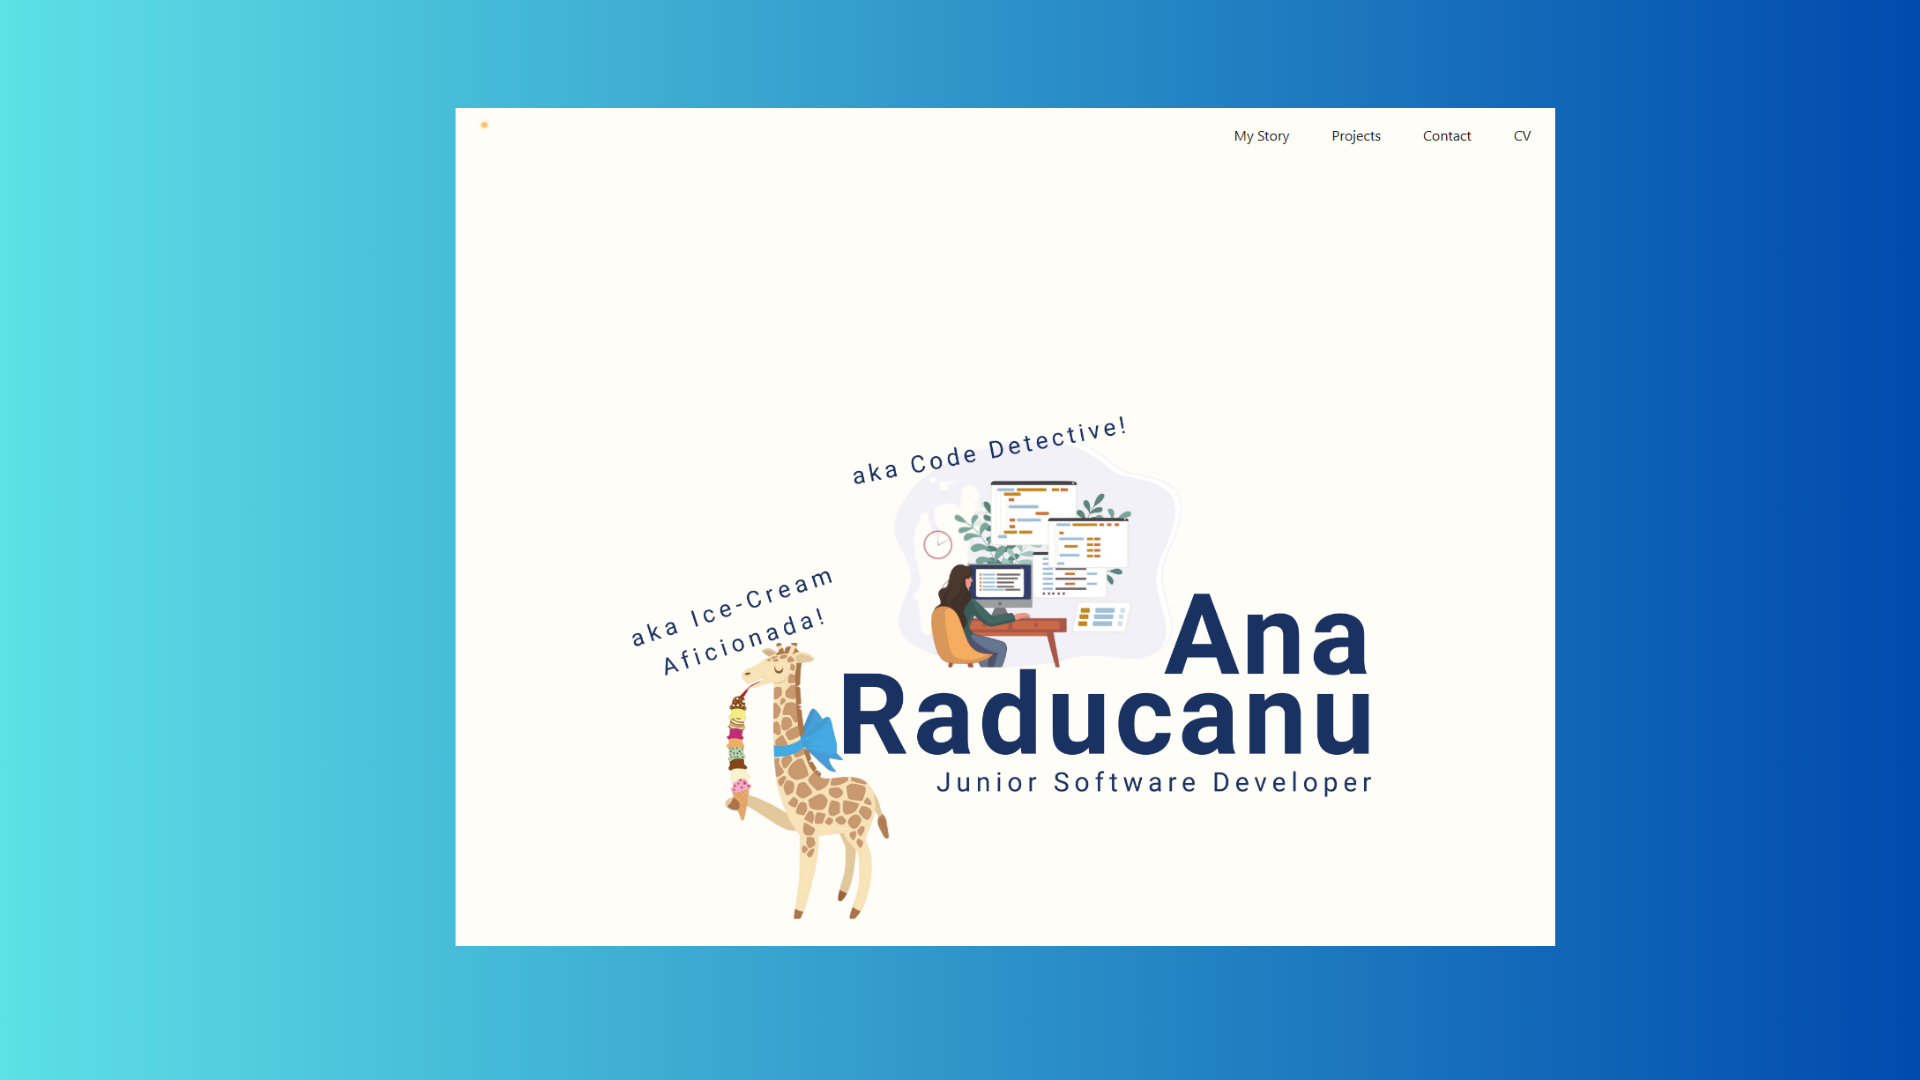 My Story Projects Contact CV
aka Code Detective!
aka Ice-Cream
Aficionada!
Ana
Raducanu
Junior Software Developer